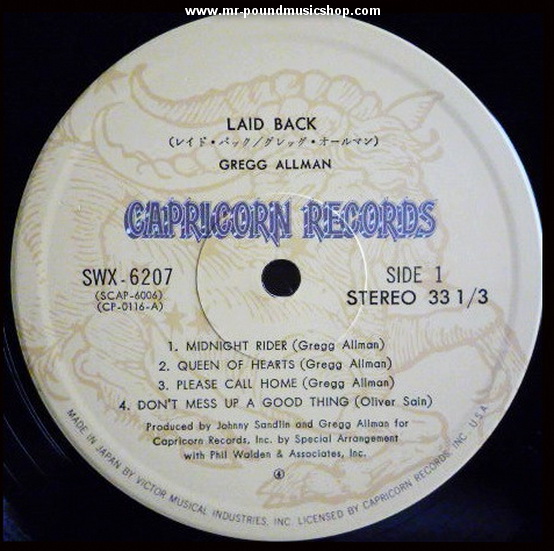 www.mr-poundmusicshop.com
LAID BACK
(レイド・バック/グレッグ・オールマン)
GREGG ALLMAN
CAPRICORN RECORDS
SWX-6207
(SCAP-6006)
(CP-0116-A)
SIDE 1
STEREO 33 1/3
1. MIDNIGHT RIDER (Gregg Allman)
2. QUEEN OF HEARTS (Gregg Allman)
3. PLEASE CALL HOME (Gregg Allman)
4. DON'T MESS UP A GOOD THING (Oliver Sain)
Produced by Johnny Sandlin and Gregg Allman for
Capricorn Records, Inc. by Special Arrangement
with Phil Walden & Associates, Inc.
MADE IN JAPAN BY VICTOR MUSICAL INDUSTRIES, INC. LICENSED BY CAPRICORN RECORDS INC. U.S.A.